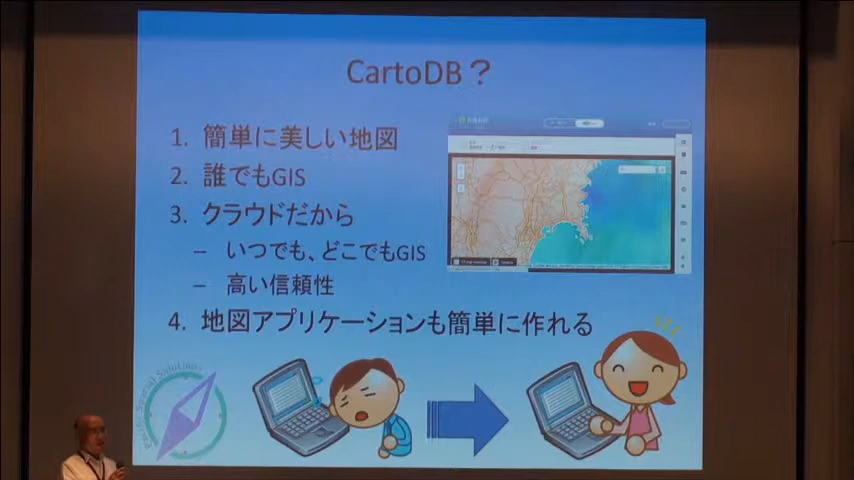 CartoDB？
1. 簡単に美しい地図
2. 誰でもGIS
3. クラウドだから
– いつでも、どこでもGIS
– 高い信頼性
4. 地図アプリケーションも簡単に作れる
Pacific Spatial Solutions